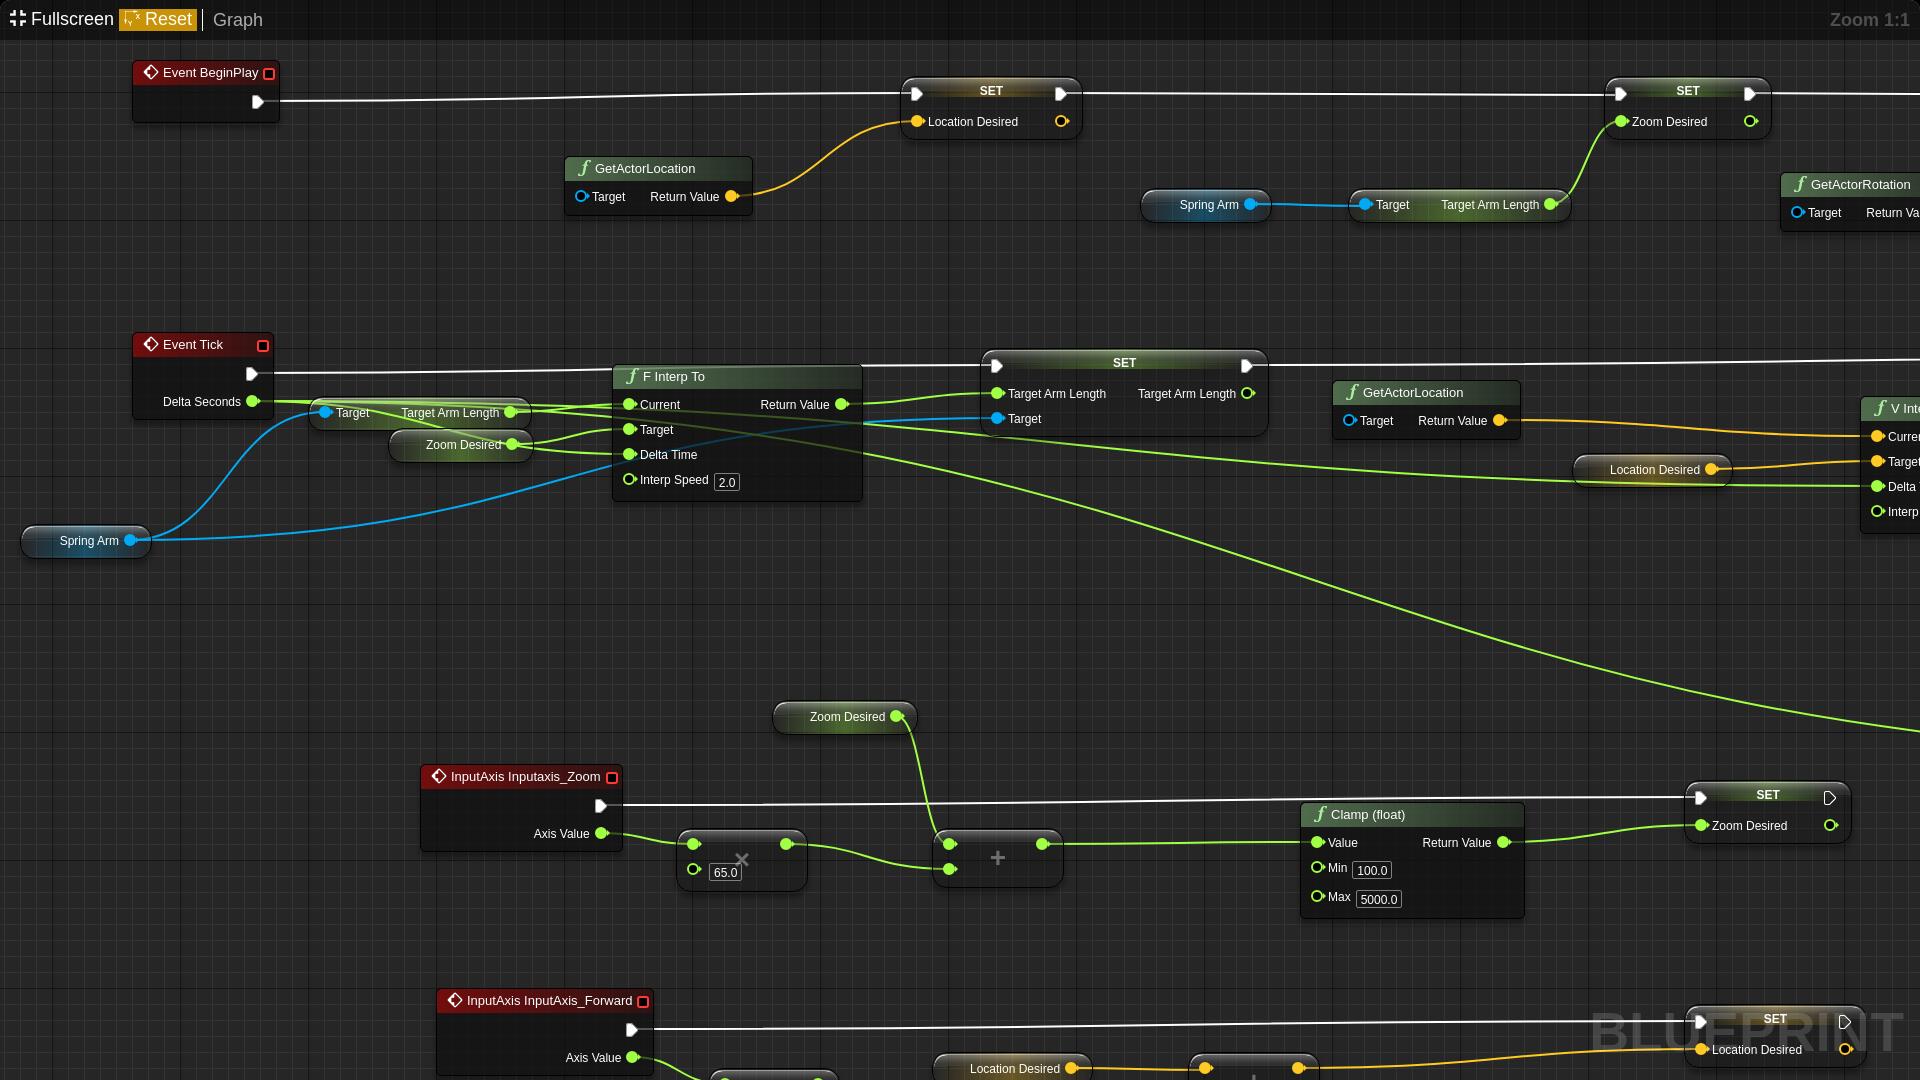 Fullscreen Reset Graph Zoom 1:1
Event BeginPlay
SET
Location Desired
SET
Zoom Desired
GetActorLocation
Target Return Value
Spring Arm
Target Target Arm Length
GetActorRotation
Target Return Va
Event Tick
Delta Seconds
Target Target Arm Length
Zoom Desired
F Interp To
Current Return Value
Target
Delta Time
Interp Speed 2.0
SET
Target Arm Length Target Arm Length
Target
GetActorLocation
Target Return Value
Location Desired
V Inte
Curren
Target
Delta
Interp
Spring Arm
Zoom Desired
InputAxis Inputaxis_Zoom
Axis Value
65.0
×
+
Clamp (float)
Value Return Value
Min 100.0
Max 5000.0
SET
Zoom Desired
InputAxis InputAxis_Forward
Axis Value
Location Desired
SET
Location Desired
BLUEPRINT